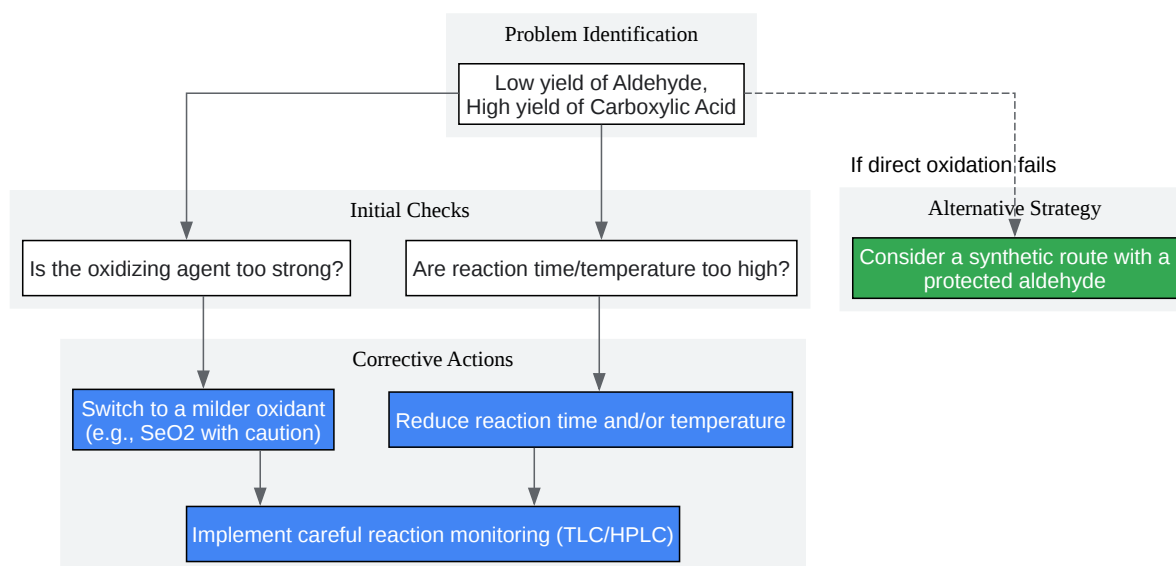 Problem Identification
Low yield of Aldehyde,
High yield of Carboxylic Acid
If direct oxidation fails
Initial Checks
Alternative Strategy
Is the oxidizing agent too strong?
Are reaction time/temperature too high?
Consider a synthetic route with a
protected aldehyde
Corrective Actions
Switch to a milder oxidant
(e.g., SeO2 with caution)
Reduce reaction time and/or temperature
Implement careful reaction monitoring (TLC/HPLC)